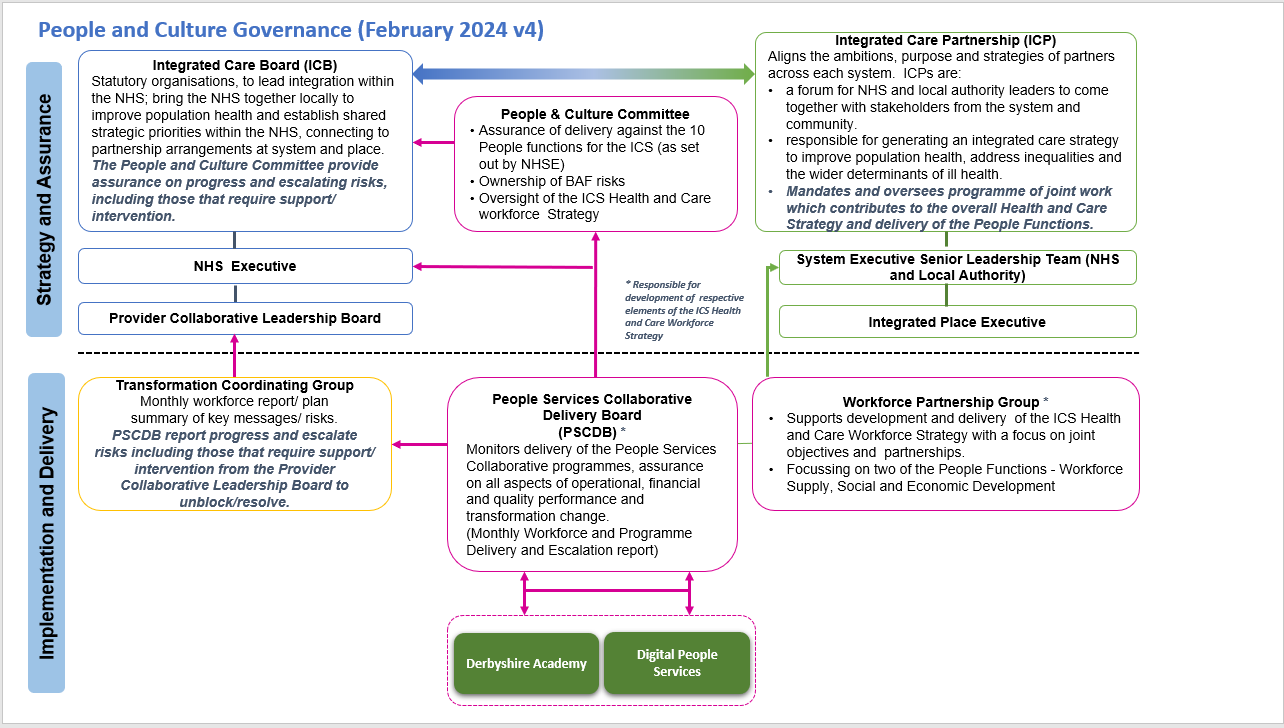 People and Culture Governance (February 2024 v4)
Strategy and Assurance
Integrated Care Board (ICB)
Statutory organisations, to lead integration within
the NHS; bring the NHS together locally to
improve population health and establish shared
strategic priorities within the NHS, connecting to
partnership arrangements at system and place.
The People and Culture Committee provide
assurance on progress and escalating risks,
including those that require support/
intervention.
NHS Executive
Provider Collaborative Leadership Board
People & Culture Committee
• Assurance of delivery against the 10
People functions for the ICS (as set
out by NHSE)
• Ownership of BAF risks
• Oversight of the ICS Health and Care
workforce Strategy
* Responsible for
development of respective
elements of the ICS Health
and Care Workforce
Strategy
Integrated Care Partnership (ICP)
Aligns the ambitions, purpose and strategies of partners
across each system. ICPs are:
• a forum for NHS and local authority leaders to come
together with stakeholders from the system and
community.
• responsible for generating an integrated care strategy
to improve population health, address inequalities and
the wider determinants of ill health.
• Mandates and oversees programme of joint work
which contributes to the overall Health and Care
Strategy and delivery of the People Functions.
System Executive Senior Leadership Team (NHS
and Local Authority)
Integrated Place Executive
Implementation and Delivery
Transformation Coordinating Group
Monthly workforce report/ plan
summary of key messages/ risks.
PSCDB report progress and escalate
risks including those that require support/
intervention from the Provider
Collaborative Leadership Board to
unblock/resolve.
People Services Collaborative
Delivery Board
(PSCDB) *
Monitors delivery of the People Services
Collaborative programmes, assurance
on all aspects of operational, financial
and quality performance and
transformation change.
(Monthly Workforce and Programme
Delivery and Escalation report)
Workforce Partnership Group *
• Supports development and delivery of the ICS Health
and Care Workforce Strategy with a focus on joint
objectives and partnerships.
• Focussing on two of the People Functions - Workforce
Supply, Social and Economic Development
Derbyshire Academy
Digital People
Services